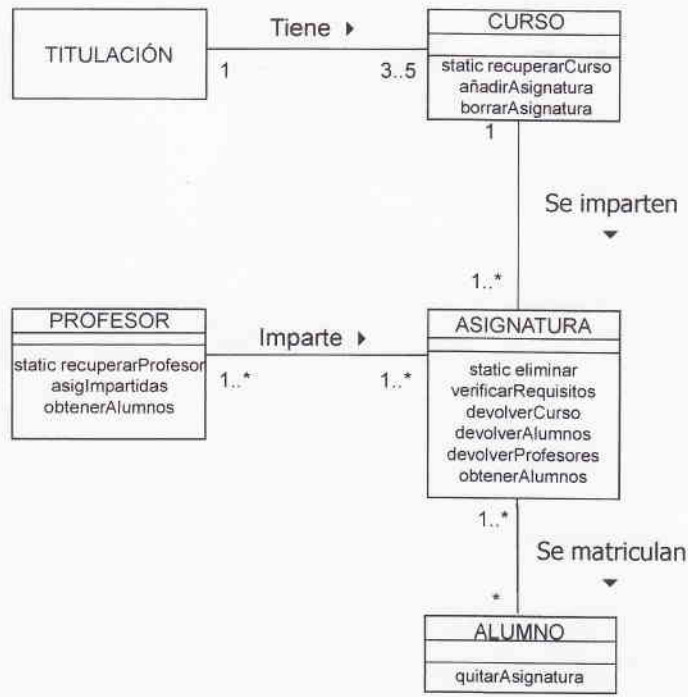 Tiene ▸
CURSO
TITULACIÓN
1
3..5
static recuperarCurso
añadirAsignatura
borrarAsignatura
1
Se imparten
1..*
PROFESOR
Imparte ▸
ASIGNATURA
static recuperarProfesor
asigImpartidas
obtenerAlumnos
1..*
1..*
static eliminar
verificarRequisitos
devolverCurso
devolverAlumnos
devolverProfesores
obtenerAlumnos
1..*
Se matriculan
*
ALUMNO
quitarAsignatura